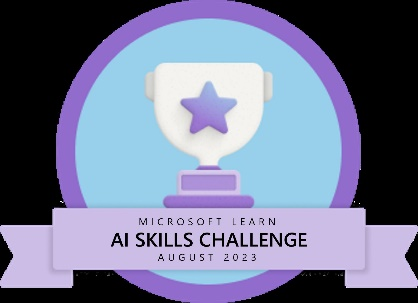 MICROSOFT LEARN
AI SKILLS CHALLENGE
AUGUST 2023